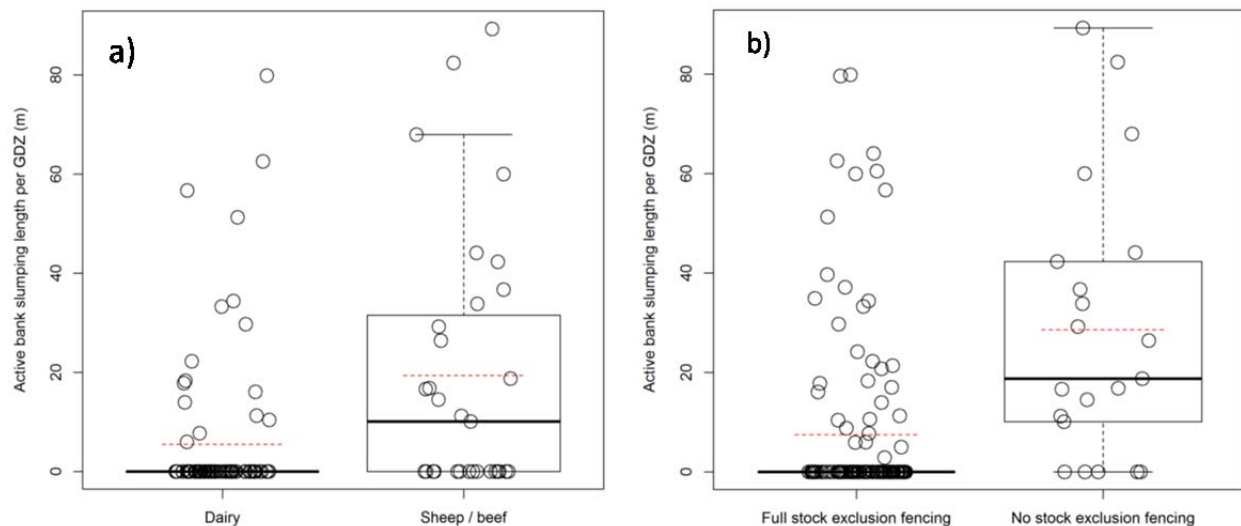 a)
Active bank slumping length per GDZ (m)
80
60
40
20
0
Dairy
Sheep / beef
b)
Active bank slumping length per GDZ (m)
80
60
40
20
0
Full stock exclusion fencing
No stock exclusion fencing